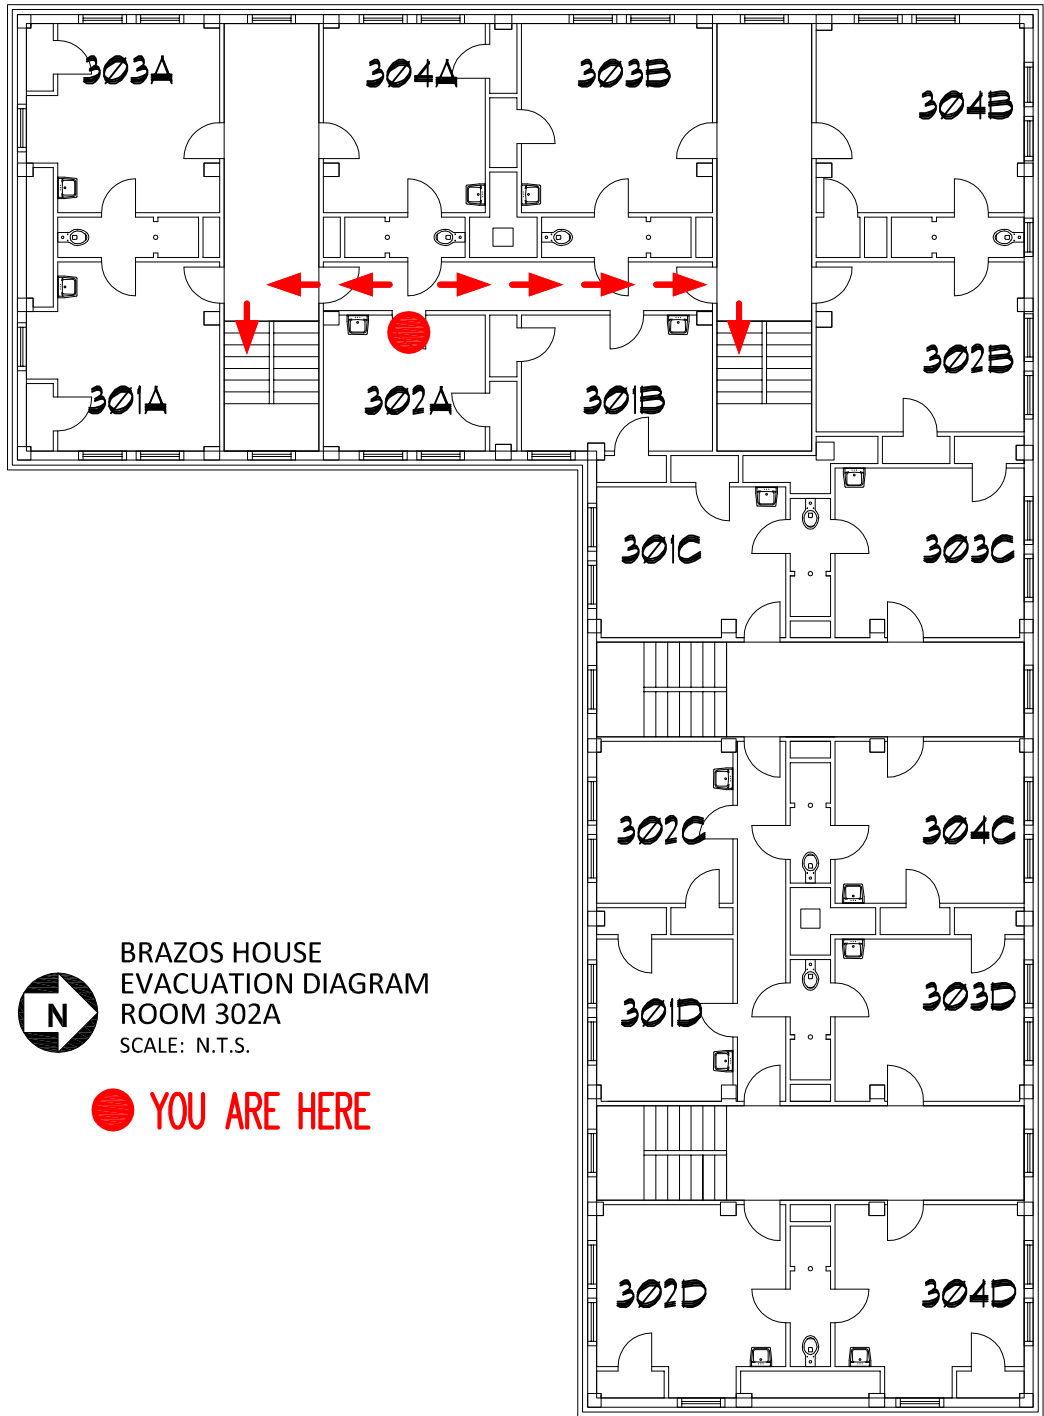 303A
304A
303B
304B
301A
302A
301B
302B
301C
303C
302C
304C
301D
303D
302D
304D
N
BRAZOS HOUSE
EVACUATION DIAGRAM
ROOM 302A
SCALE: N.T.S.
YOU ARE HERE